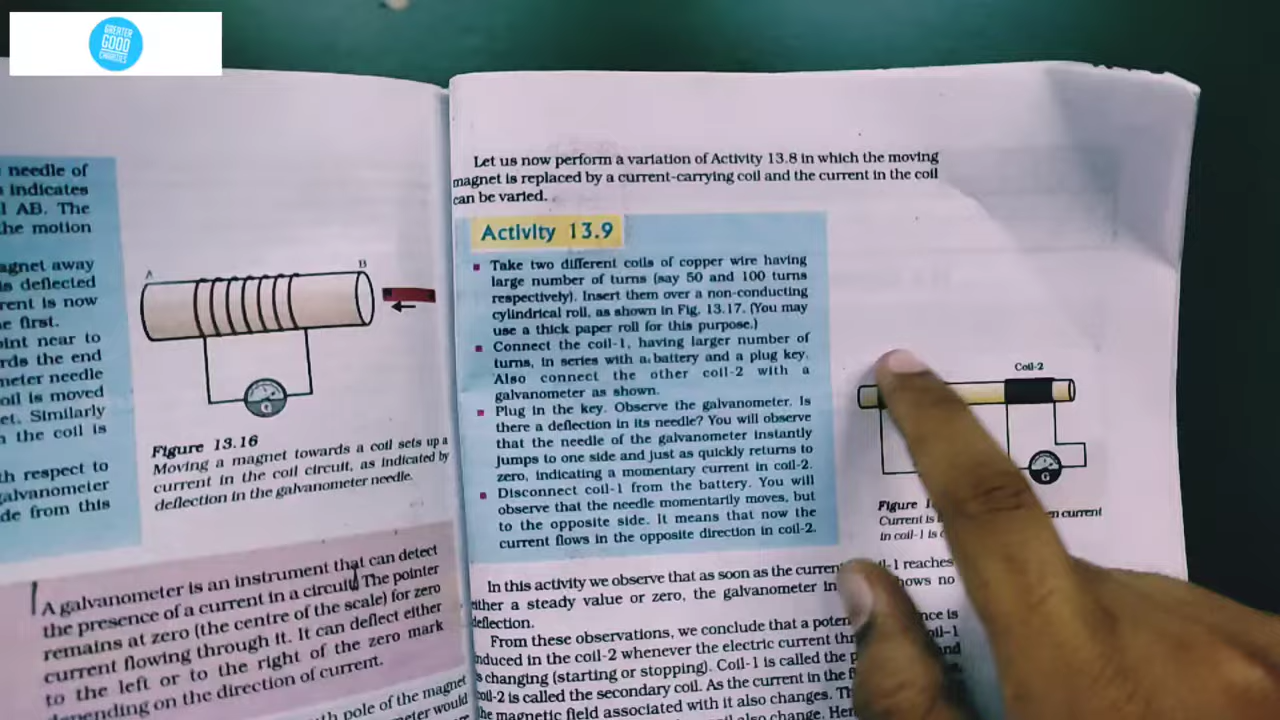 GREATER
GOOD
CHARITIES
needle of
indicates
l AB. The
the motion
agnet away
is deflected
rent is now
e first.
oint near to
rds the end
meter needle
oil is moved
et. Similarly
the coil is
th respect to
alvanometer
de from this
A
B
G
Figure 13.16
Moving a magnet towards a coil sets up a
current in the coil circuit, as indicated by
deflection in the galvanometer needle.
A galvanometer is an instrument that can detect
the presence of a current in a circuit. The pointer
remains at zero (the centre of the scale) for zero
current flowing through it. It can deflect either
to the left or to the right of the zero mark
depending on the direction of current.
pole of the magnet
meter would
Let us now perform a variation of Activity 13.8 in which the moving
magnet is replaced by a current-carrying coil and the current in the coil
can be varied.
Activity 13.9
■ Take two different coils of copper wire having
large number of turns (say 50 and 100 turns
respectively). Insert them over a non-conducting
cylindrical roll, as shown in Fig. 13.17. (You may
use a thick paper roll for this purpose.)
■ Connect the coil-1, having larger number of
turns, in series with a battery and a plug key.
Also connect the other coil-2 with a
galvanometer as shown.
■ Plug in the key. Observe the galvanometer. Is
there a deflection in its needle? You will observe
that the needle of the galvanometer instantly
jumps to one side and just as quickly returns to
zero, indicating a momentary current in coil-2.
■ Disconnect coil-1 from the battery. You will
observe that the needle momentarily moves, but
to the opposite side. It means that now the
current flows in the opposite direction in coil-2.
Coil-2
G
Figure
Current is en current
in coil-1 is
In this activity we observe that as soon as the current il-1 reaches
either a steady value or zero, the galvanometer in hows no
deflection.
From these observations, we conclude that a poten nce is
induced in the coil-2 whenever the electric current thr oil-1
is changing (starting or stopping). Coil-1 is called the p and
coil-2 is called the secondary coil. As the current in the f
the magnetic field associated with it also changes. Th
also change. Hen